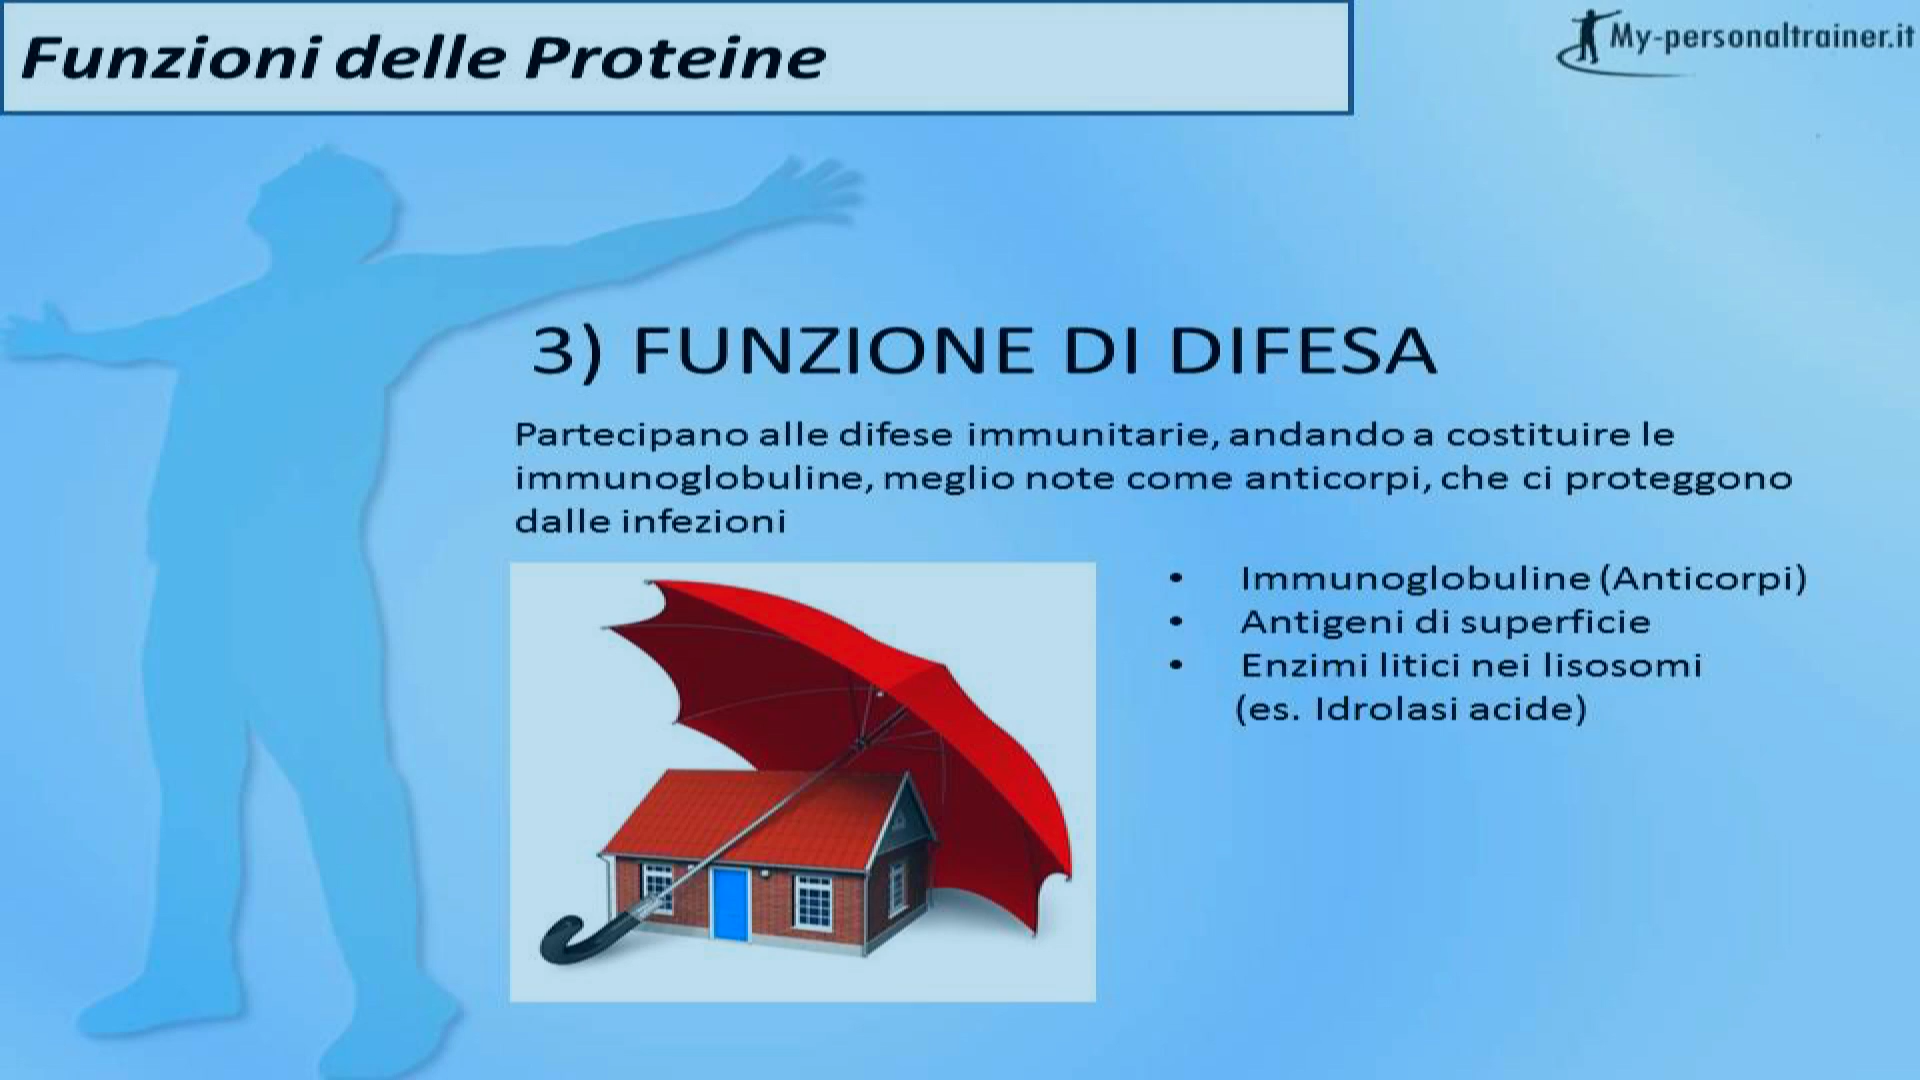 Funzioni delle Proteine
My-personaltrainer.it
3) FUNZIONE DI DIFESA
Partecipano alle difese immunitarie, andando a costituire le
immunoglobuline, meglio note come anticorpi, che ci proteggono
dalle infezioni
• Immunoglobuline (Anticorpi)
• Antigeni di superficie
• Enzimi litici nei lisosomi
(es. Idrolasi acide)